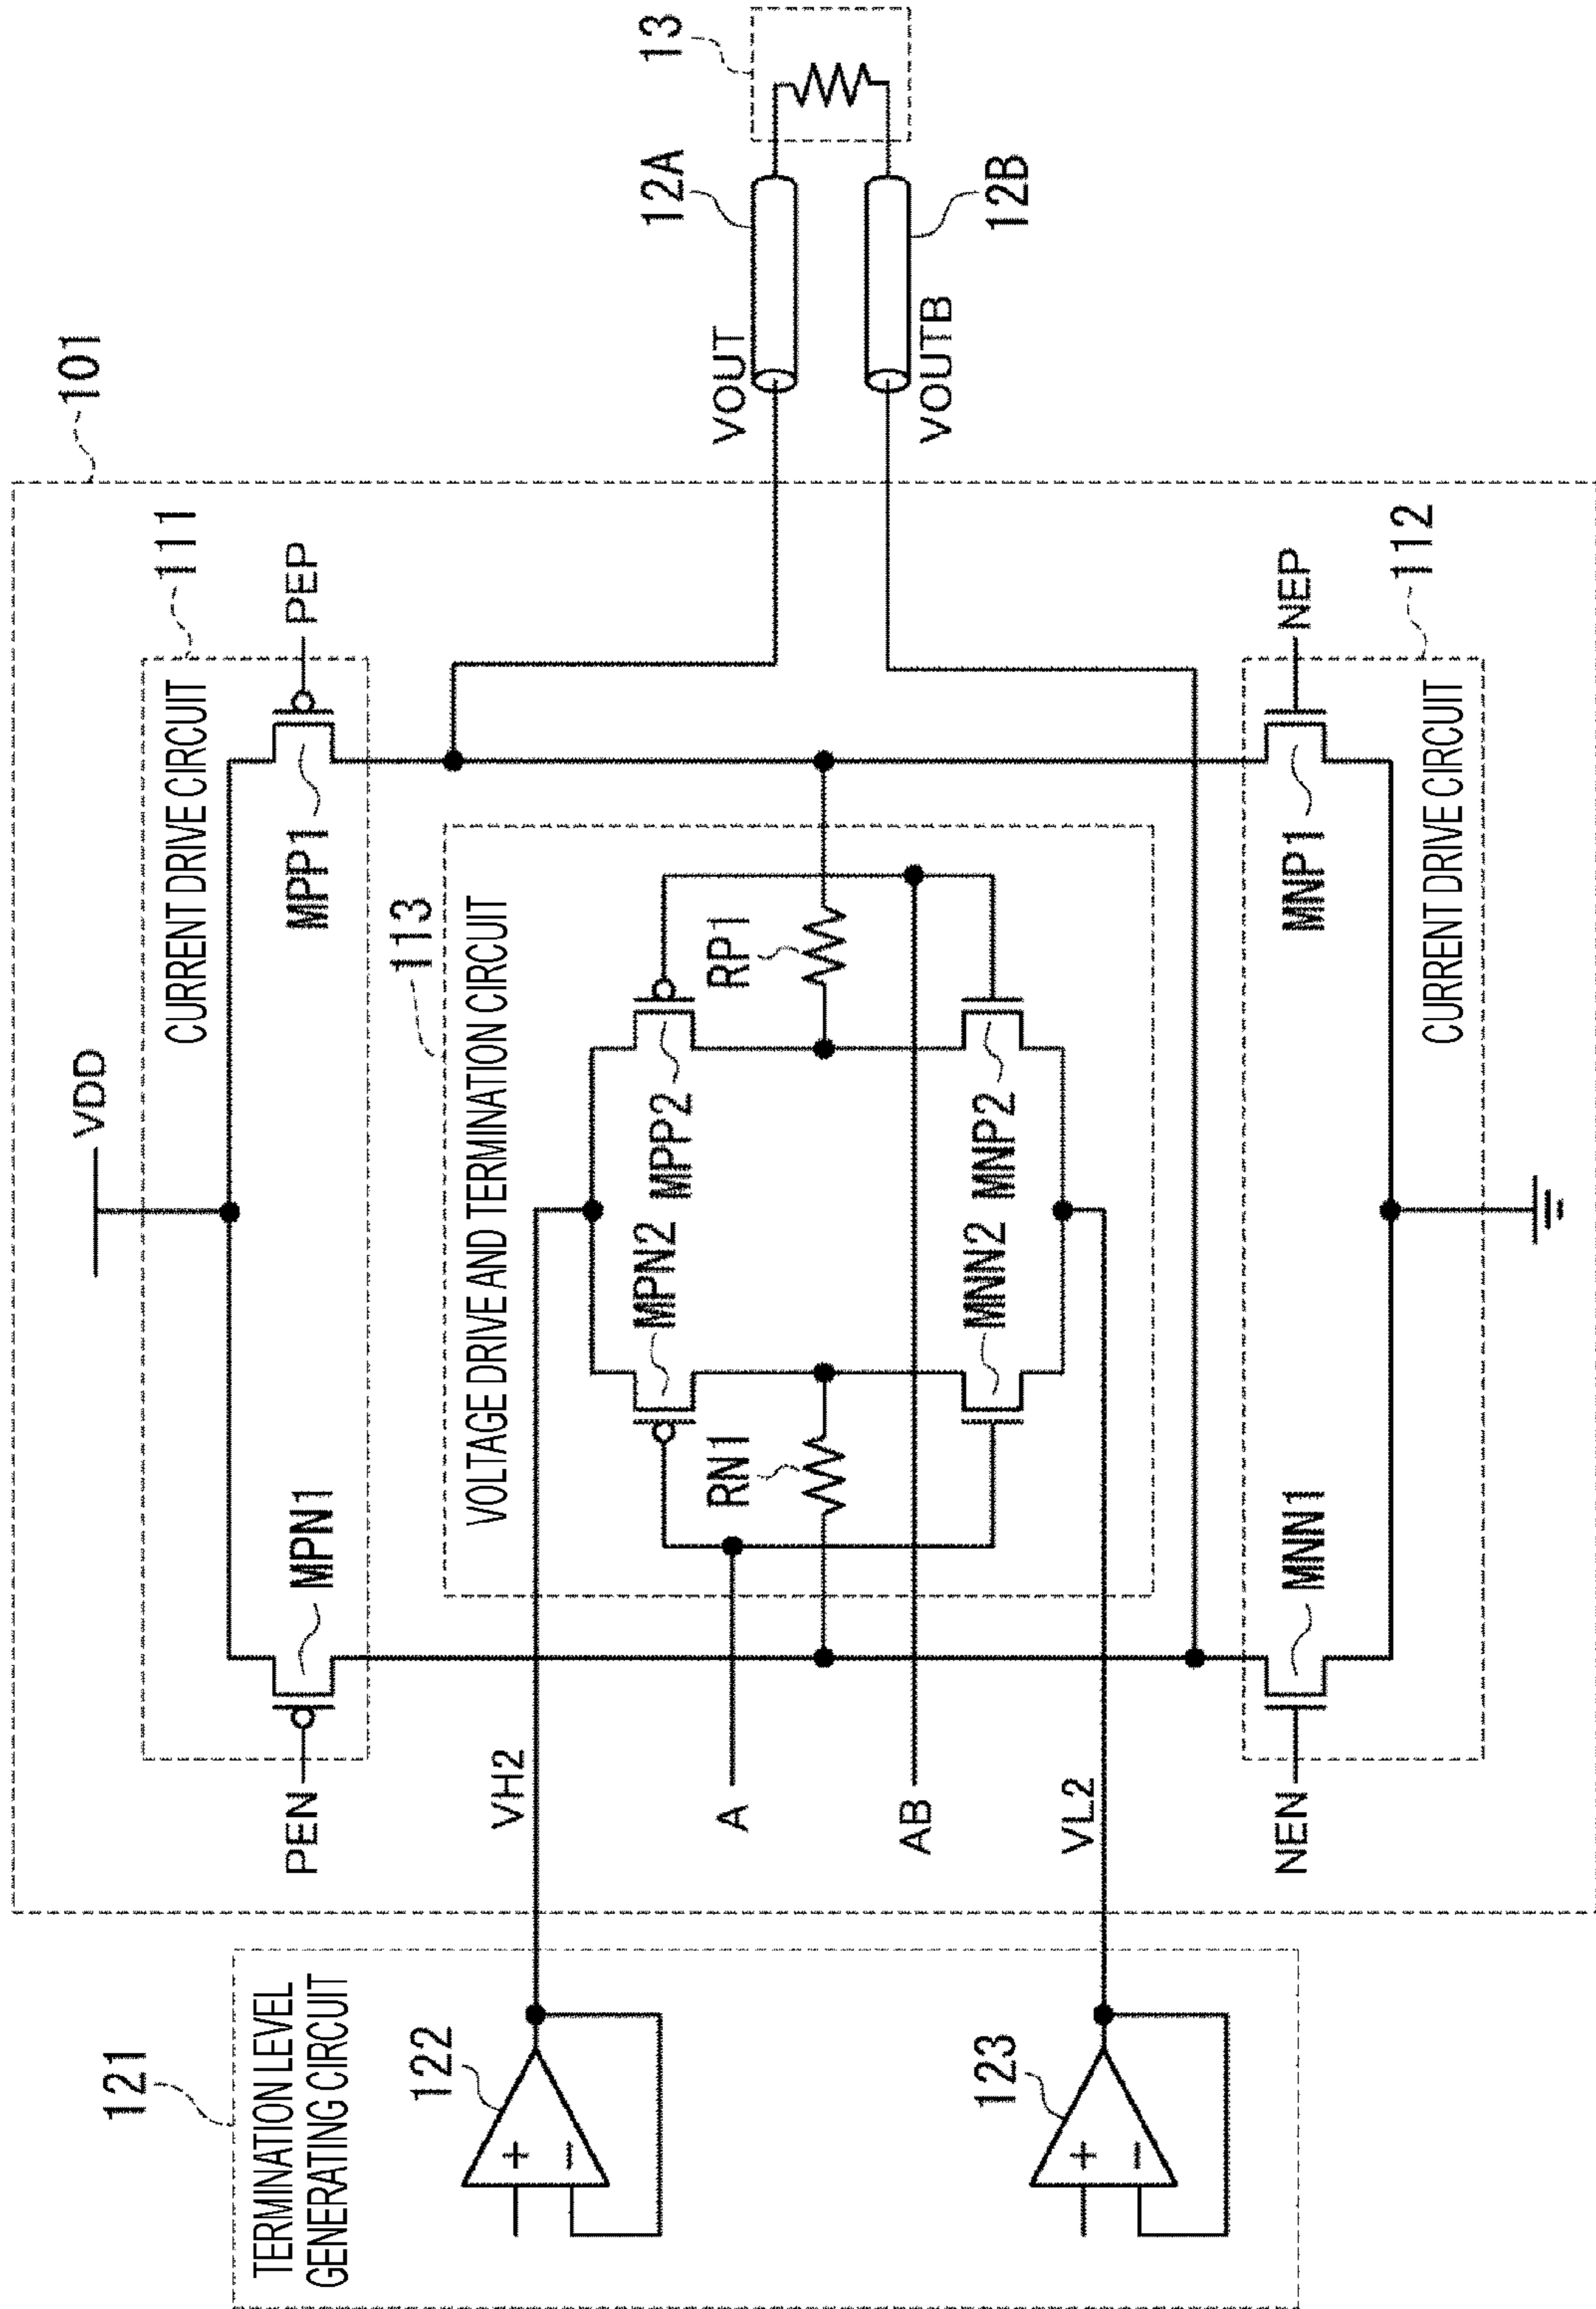 101
VDD
111
CURRENT DRIVE CIRCUIT
PEN
MPN1
MPP1
PEP
121
TERMINATION LEVEL
GENERATING CIRCUIT
122
+
−
VH2
113
VOLTAGE DRIVE AND TERMINATION CIRCUIT
MPN2
MPP2
RN1
RP1
A
AB
MNN2
MNP2
VL2
123
+
−
VOUT
12A
13
VOUTB
12B
NEN
MNN1
MNP1
NEP
CURRENT DRIVE CIRCUIT
112